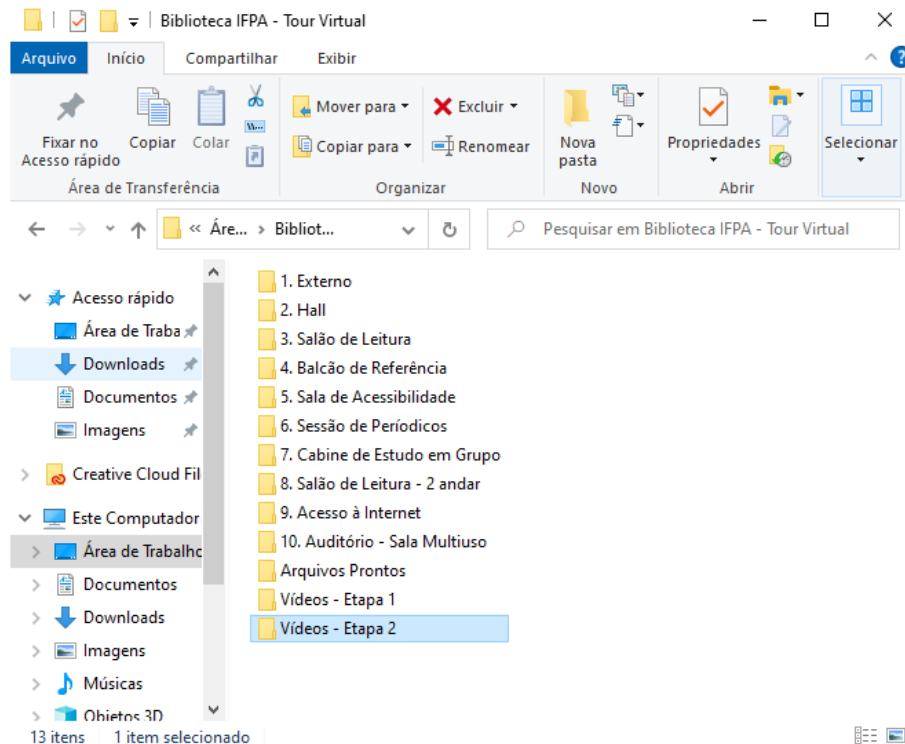 Biblioteca IFPA - Tour Virtual
Arquivo Início Compartilhar Exibir
Fixar no Acesso rápido
Copiar
Colar
Mover para
Copiar para
Excluir
Renomear
Nova pasta
Propriedades
Selecionar
Área de Transferência Organizar Novo Abrir
« Áre... › Bibliot...
Pesquisar em Biblioteca IFPA - Tour Virtual
Acesso rápido
Área de Traba
Downloads
Documentos
Imagens
Creative Cloud Fil
Este Computador
Área de Trabalho
Documentos
Downloads
Imagens
Músicas
Objetos 3D
1. Externo
2. Hall
3. Salão de Leitura
4. Balcão de Referência
5. Sala de Acessibilidade
6. Sessão de Períodicos
7. Cabine de Estudo em Grupo
8. Salão de Leitura - 2 andar
9. Acesso à Internet
10. Auditório - Sala Multiuso
Arquivos Prontos
Vídeos - Etapa 1
Vídeos - Etapa 2
13 itens 1 item selecionado